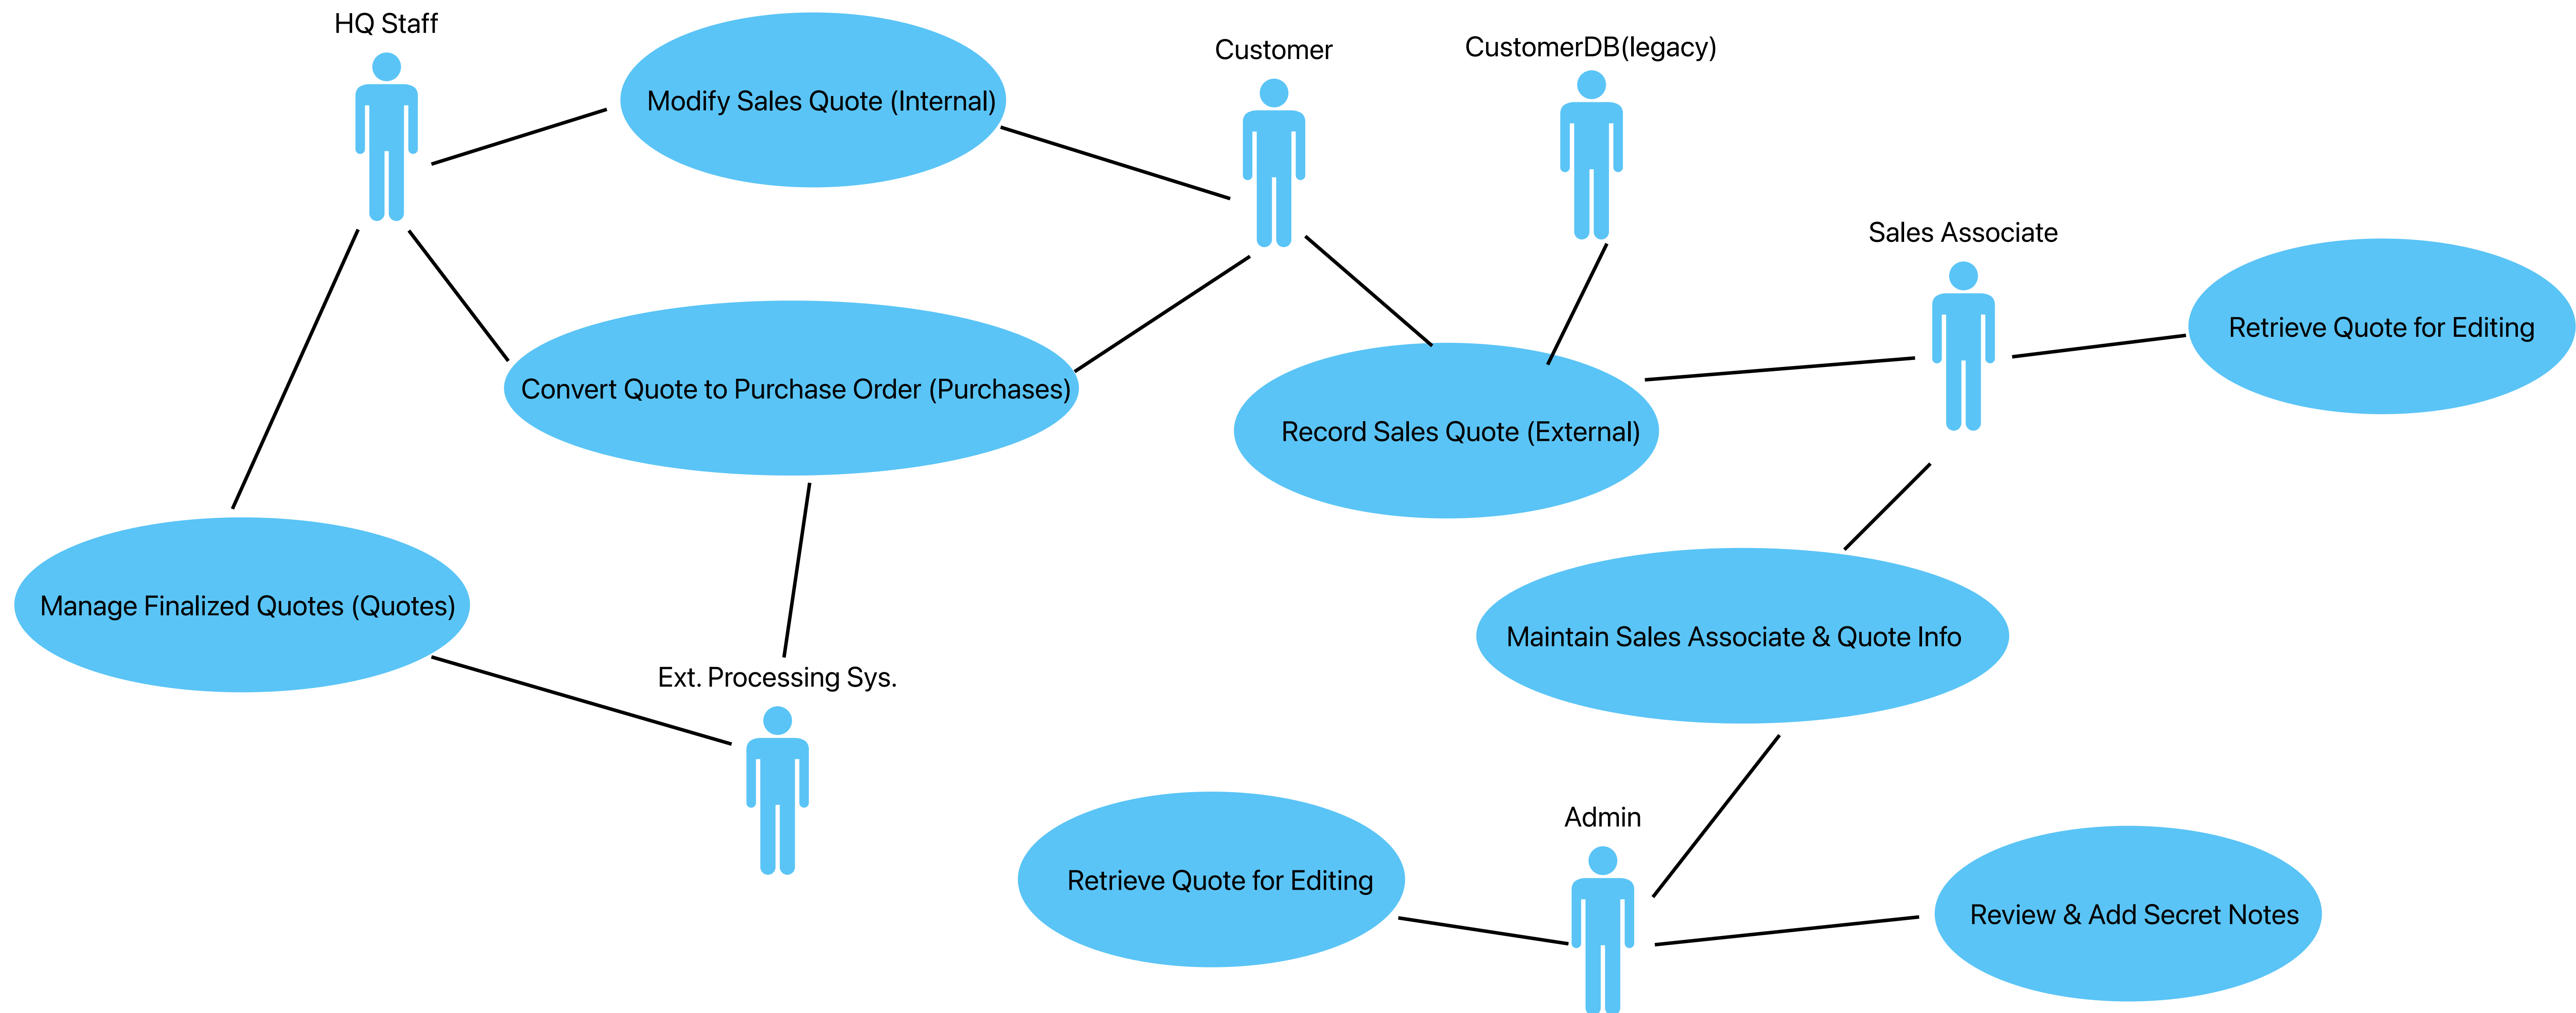 HQ Staff
Modify Sales Quote (Internal)
Customer
CustomerDB(legacy)
Sales Associate
Retrieve Quote for Editing
Convert Quote to Purchase Order (Purchases)
Record Sales Quote (External)
Manage Finalized Quotes (Quotes)
Maintain Sales Associate & Quote Info
Ext. Processing Sys.
Admin
Retrieve Quote for Editing
Review & Add Secret Notes